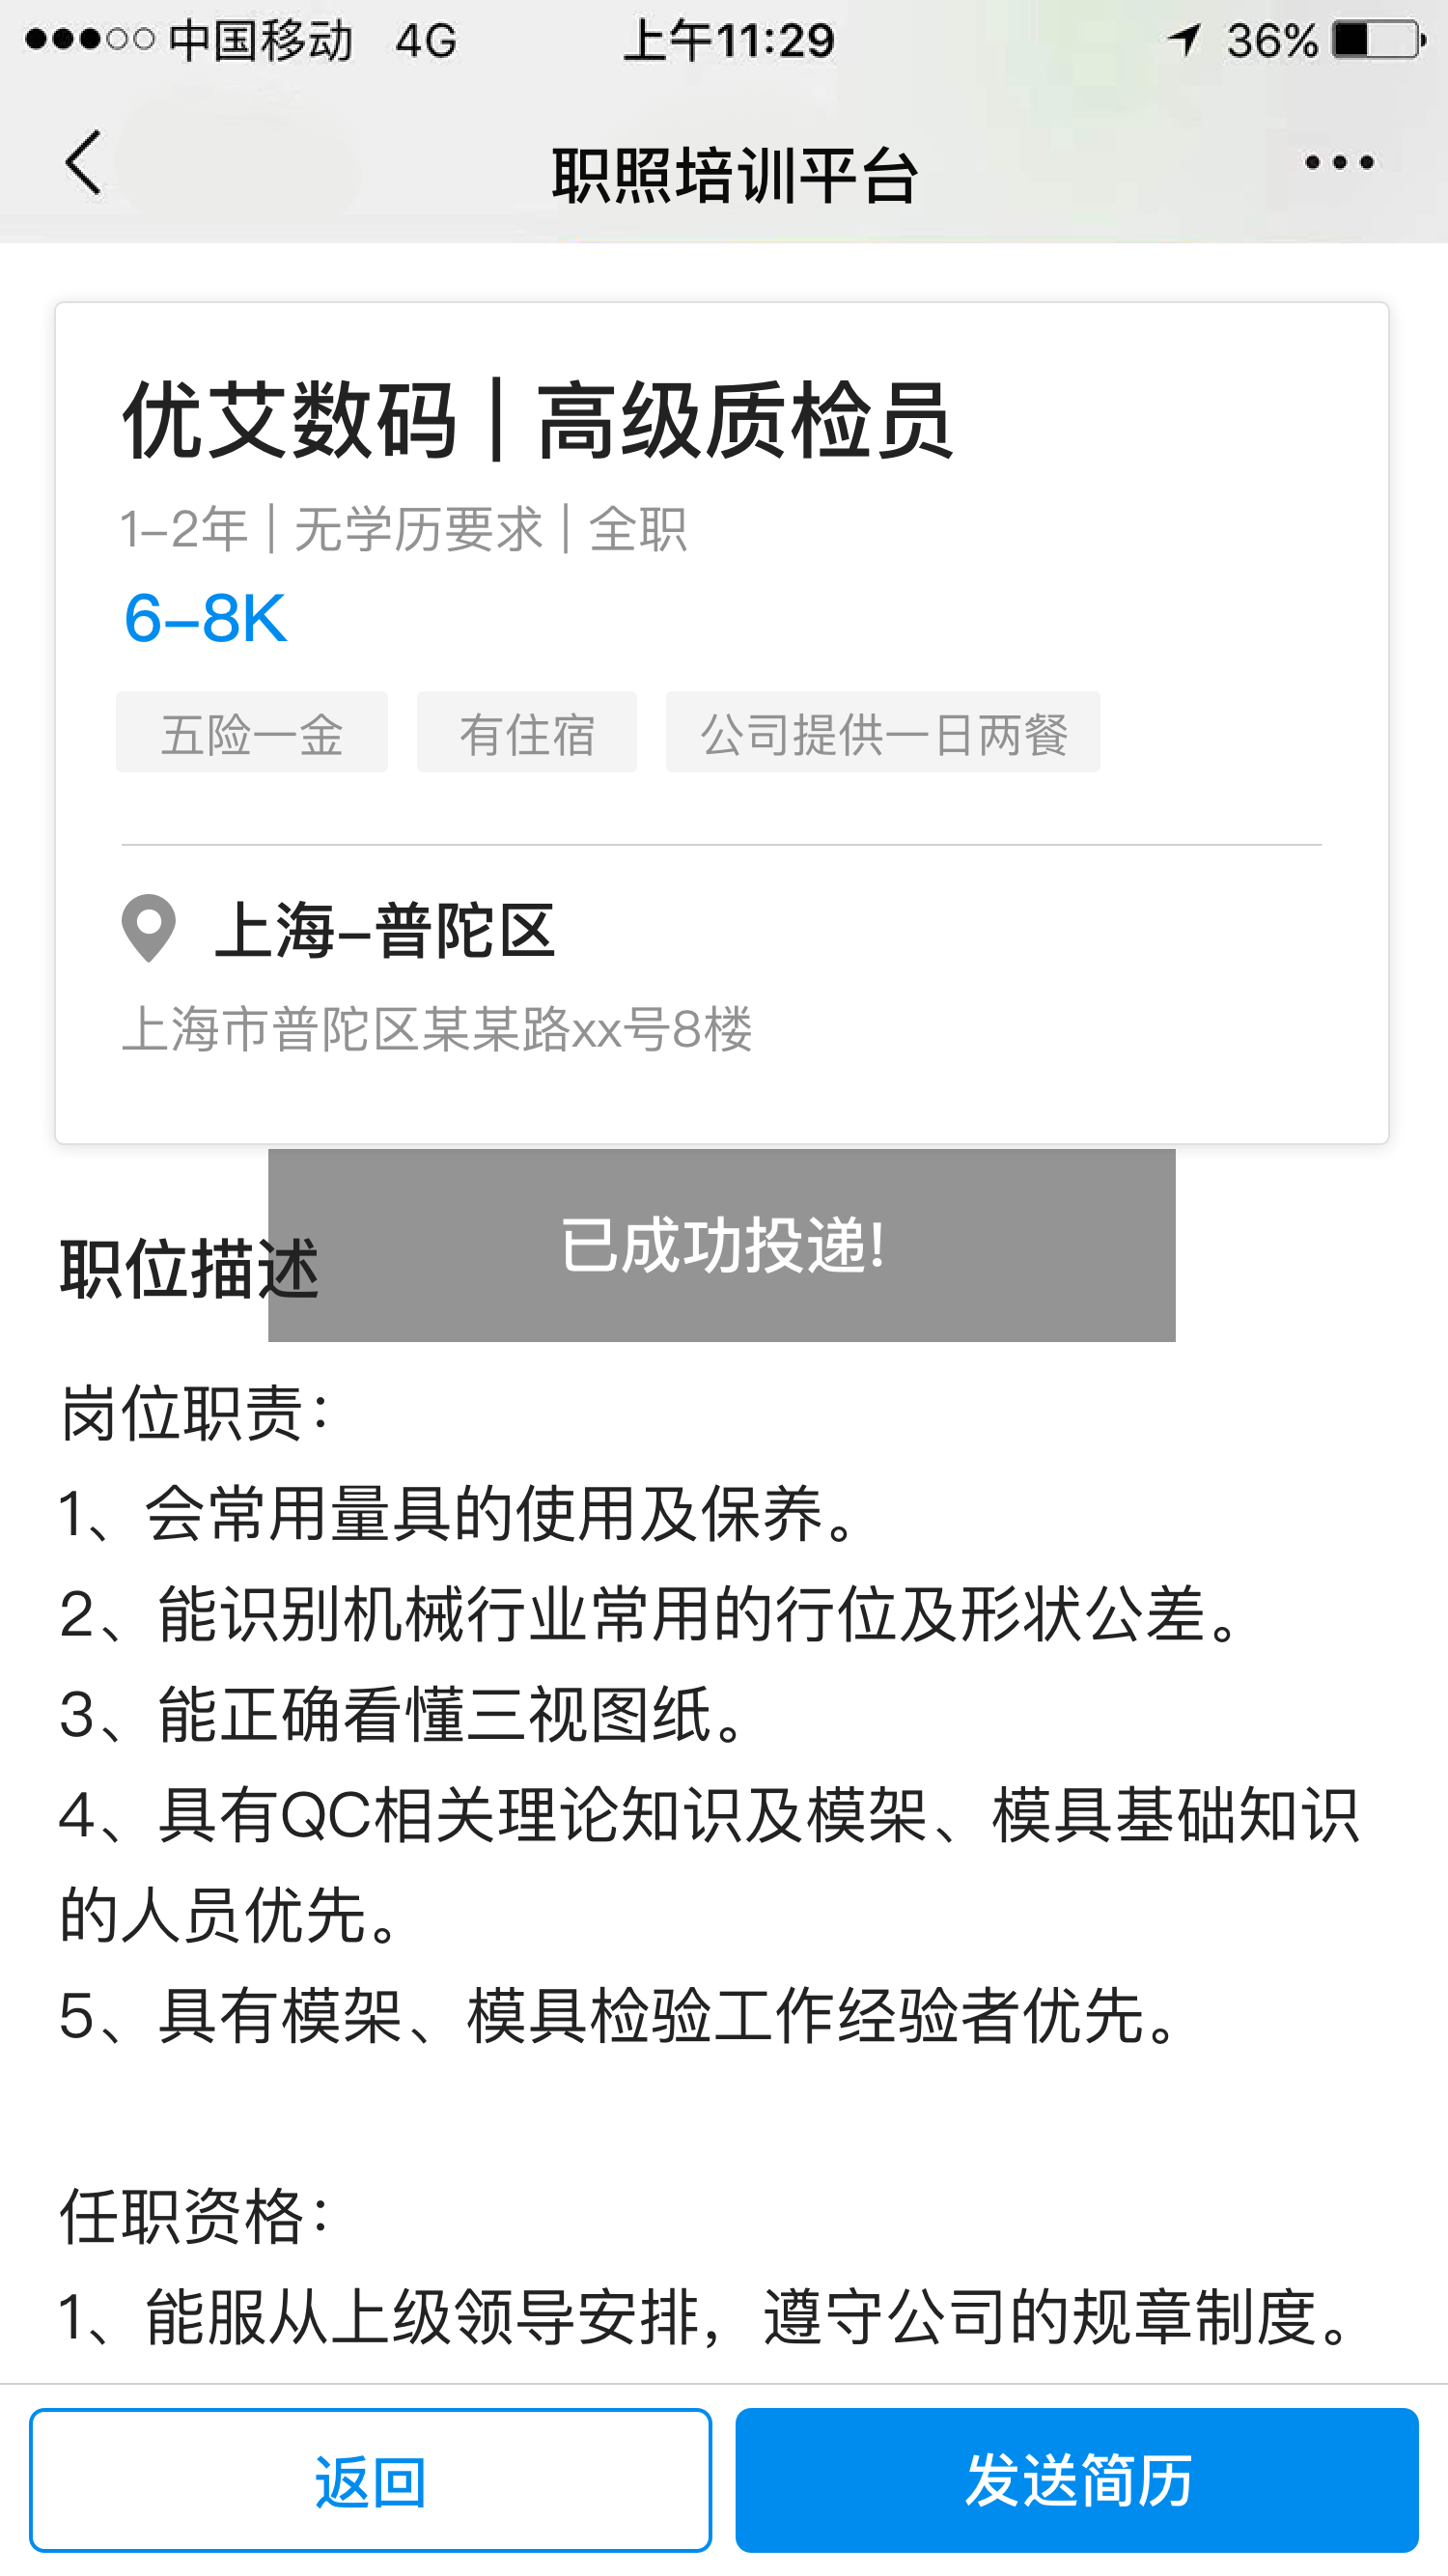 中国移动 4G 上午11:29 36%
职照培训平台
优艾数码 | 高级质检员
1-2年 | 无学历要求 | 全职
6-8K
五险一金 有住宿 公司提供一日两餐
上海-普陀区
上海市普陀区某某路xx号8楼
已成功投递!
职位描述
岗位职责：
1、会常用量具的使用及保养。
2、能识别机械行业常用的行位及形状公差。
3、能正确看懂三视图纸。
4、具有QC相关理论知识及模架、模具基础知识
的人员优先。
5、具有模架、模具检验工作经验者优先。
任职资格：
1、能服从上级领导安排，遵守公司的规章制度。
返回 发送简历